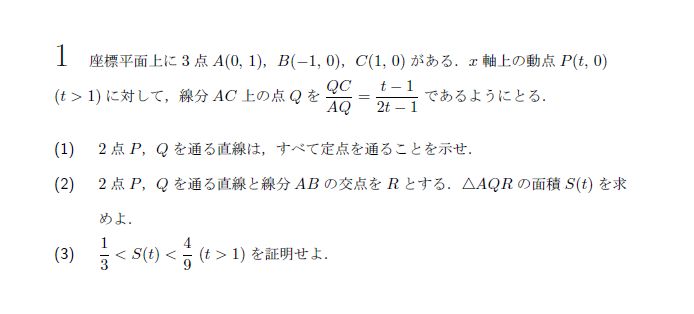 1 座標平面上に 3 点 A(0, 1), B(−1, 0), C(1, 0) がある. x 軸上の動点 P(t, 0)
(t > 1) に対して, 線分 AC 上の点 Q を QC/AQ = (t − 1)/(2t − 1) であるようにとる.
(1) 2 点 P, Q を通る直線は, すべて定点を通ることを示せ.
(2) 2 点 P, Q を通る直線と線分 AB の交点を R とする. △AQR の面積 S(t) を求
めよ.
(3) 1/3 < S(t) < 4/9 (t > 1) を証明せよ.